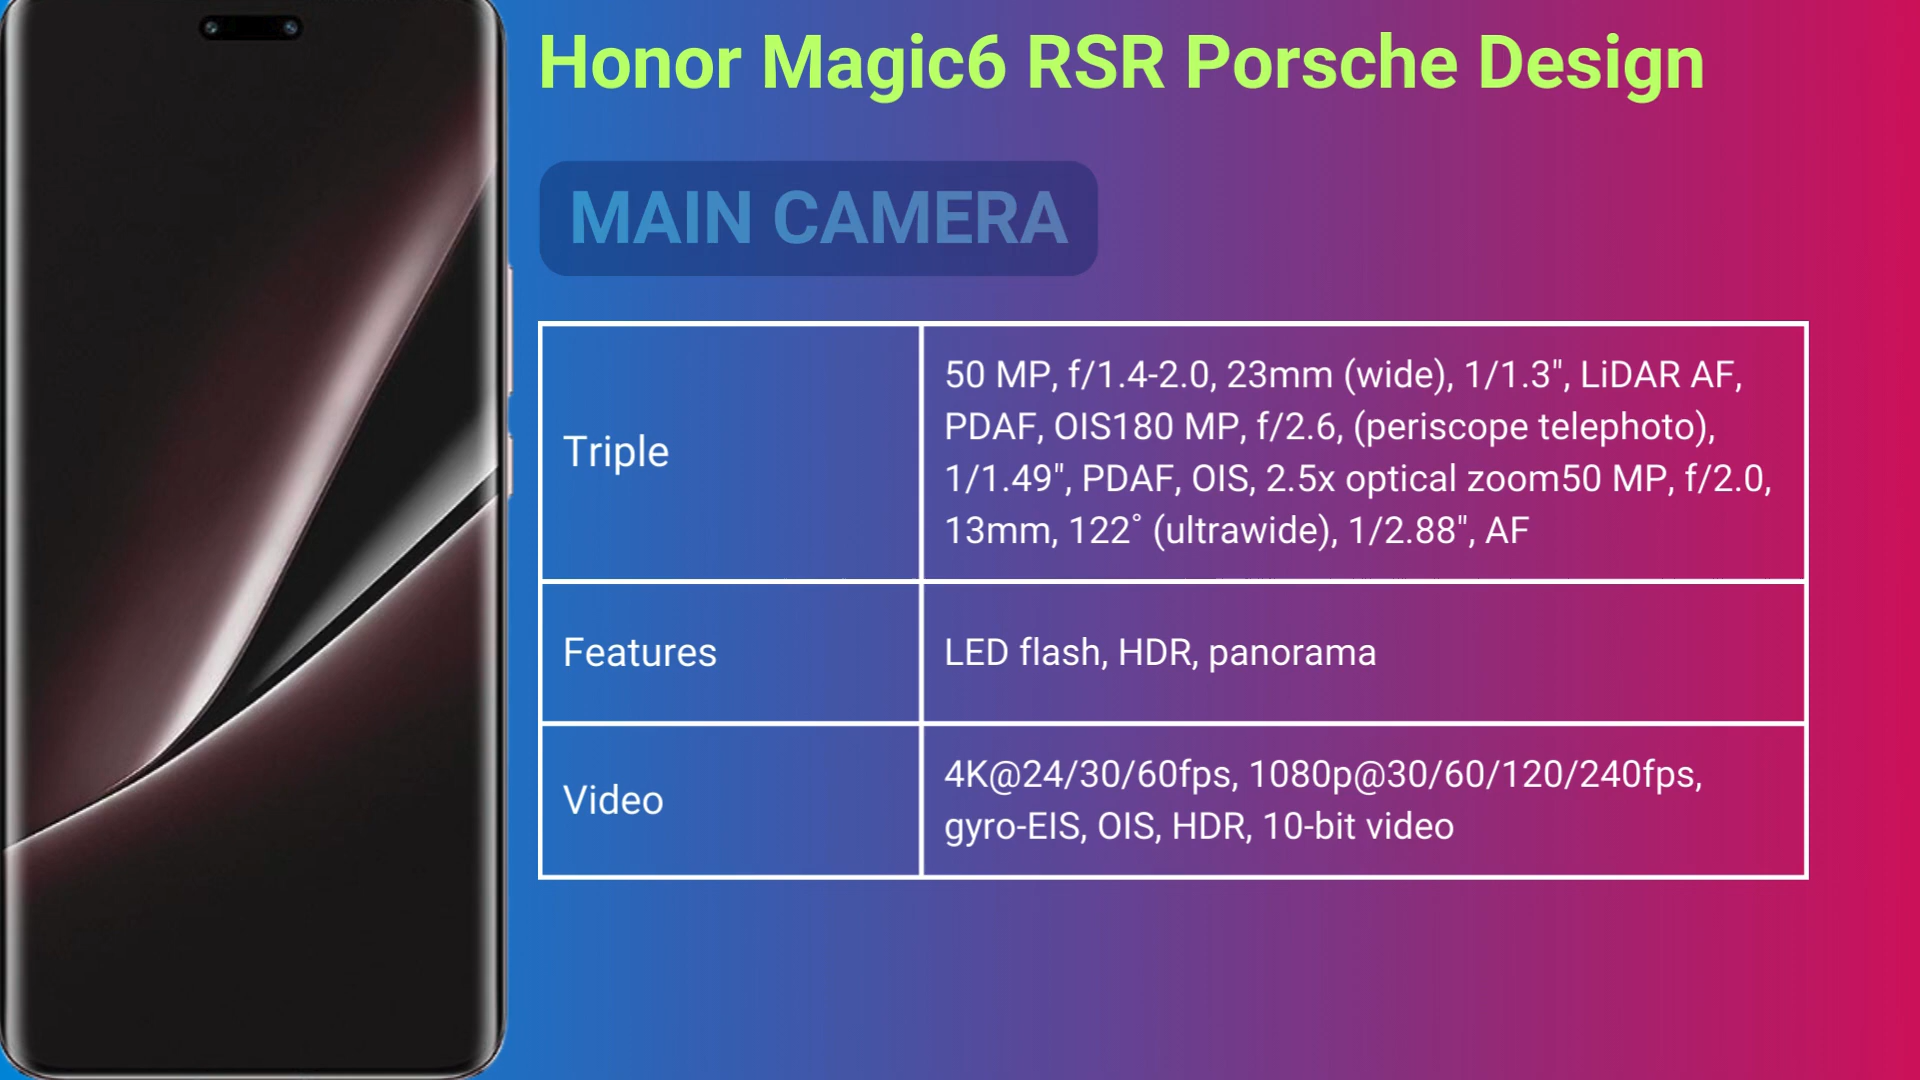 Honor Magic6 RSR Porsche Design
MAIN CAMERA
Triple
50 MP, f/1.4-2.0, 23mm (wide), 1/1.3", LiDAR AF,
PDAF, OIS180 MP, f/2.6, (periscope telephoto),
1/1.49", PDAF, OIS, 2.5x optical zoom50 MP, f/2.0,
13mm, 122˚ (ultrawide), 1/2.88", AF
Features
LED flash, HDR, panorama
Video
4K@24/30/60fps, 1080p@30/60/120/240fps,
gyro-EIS, OIS, HDR, 10-bit video